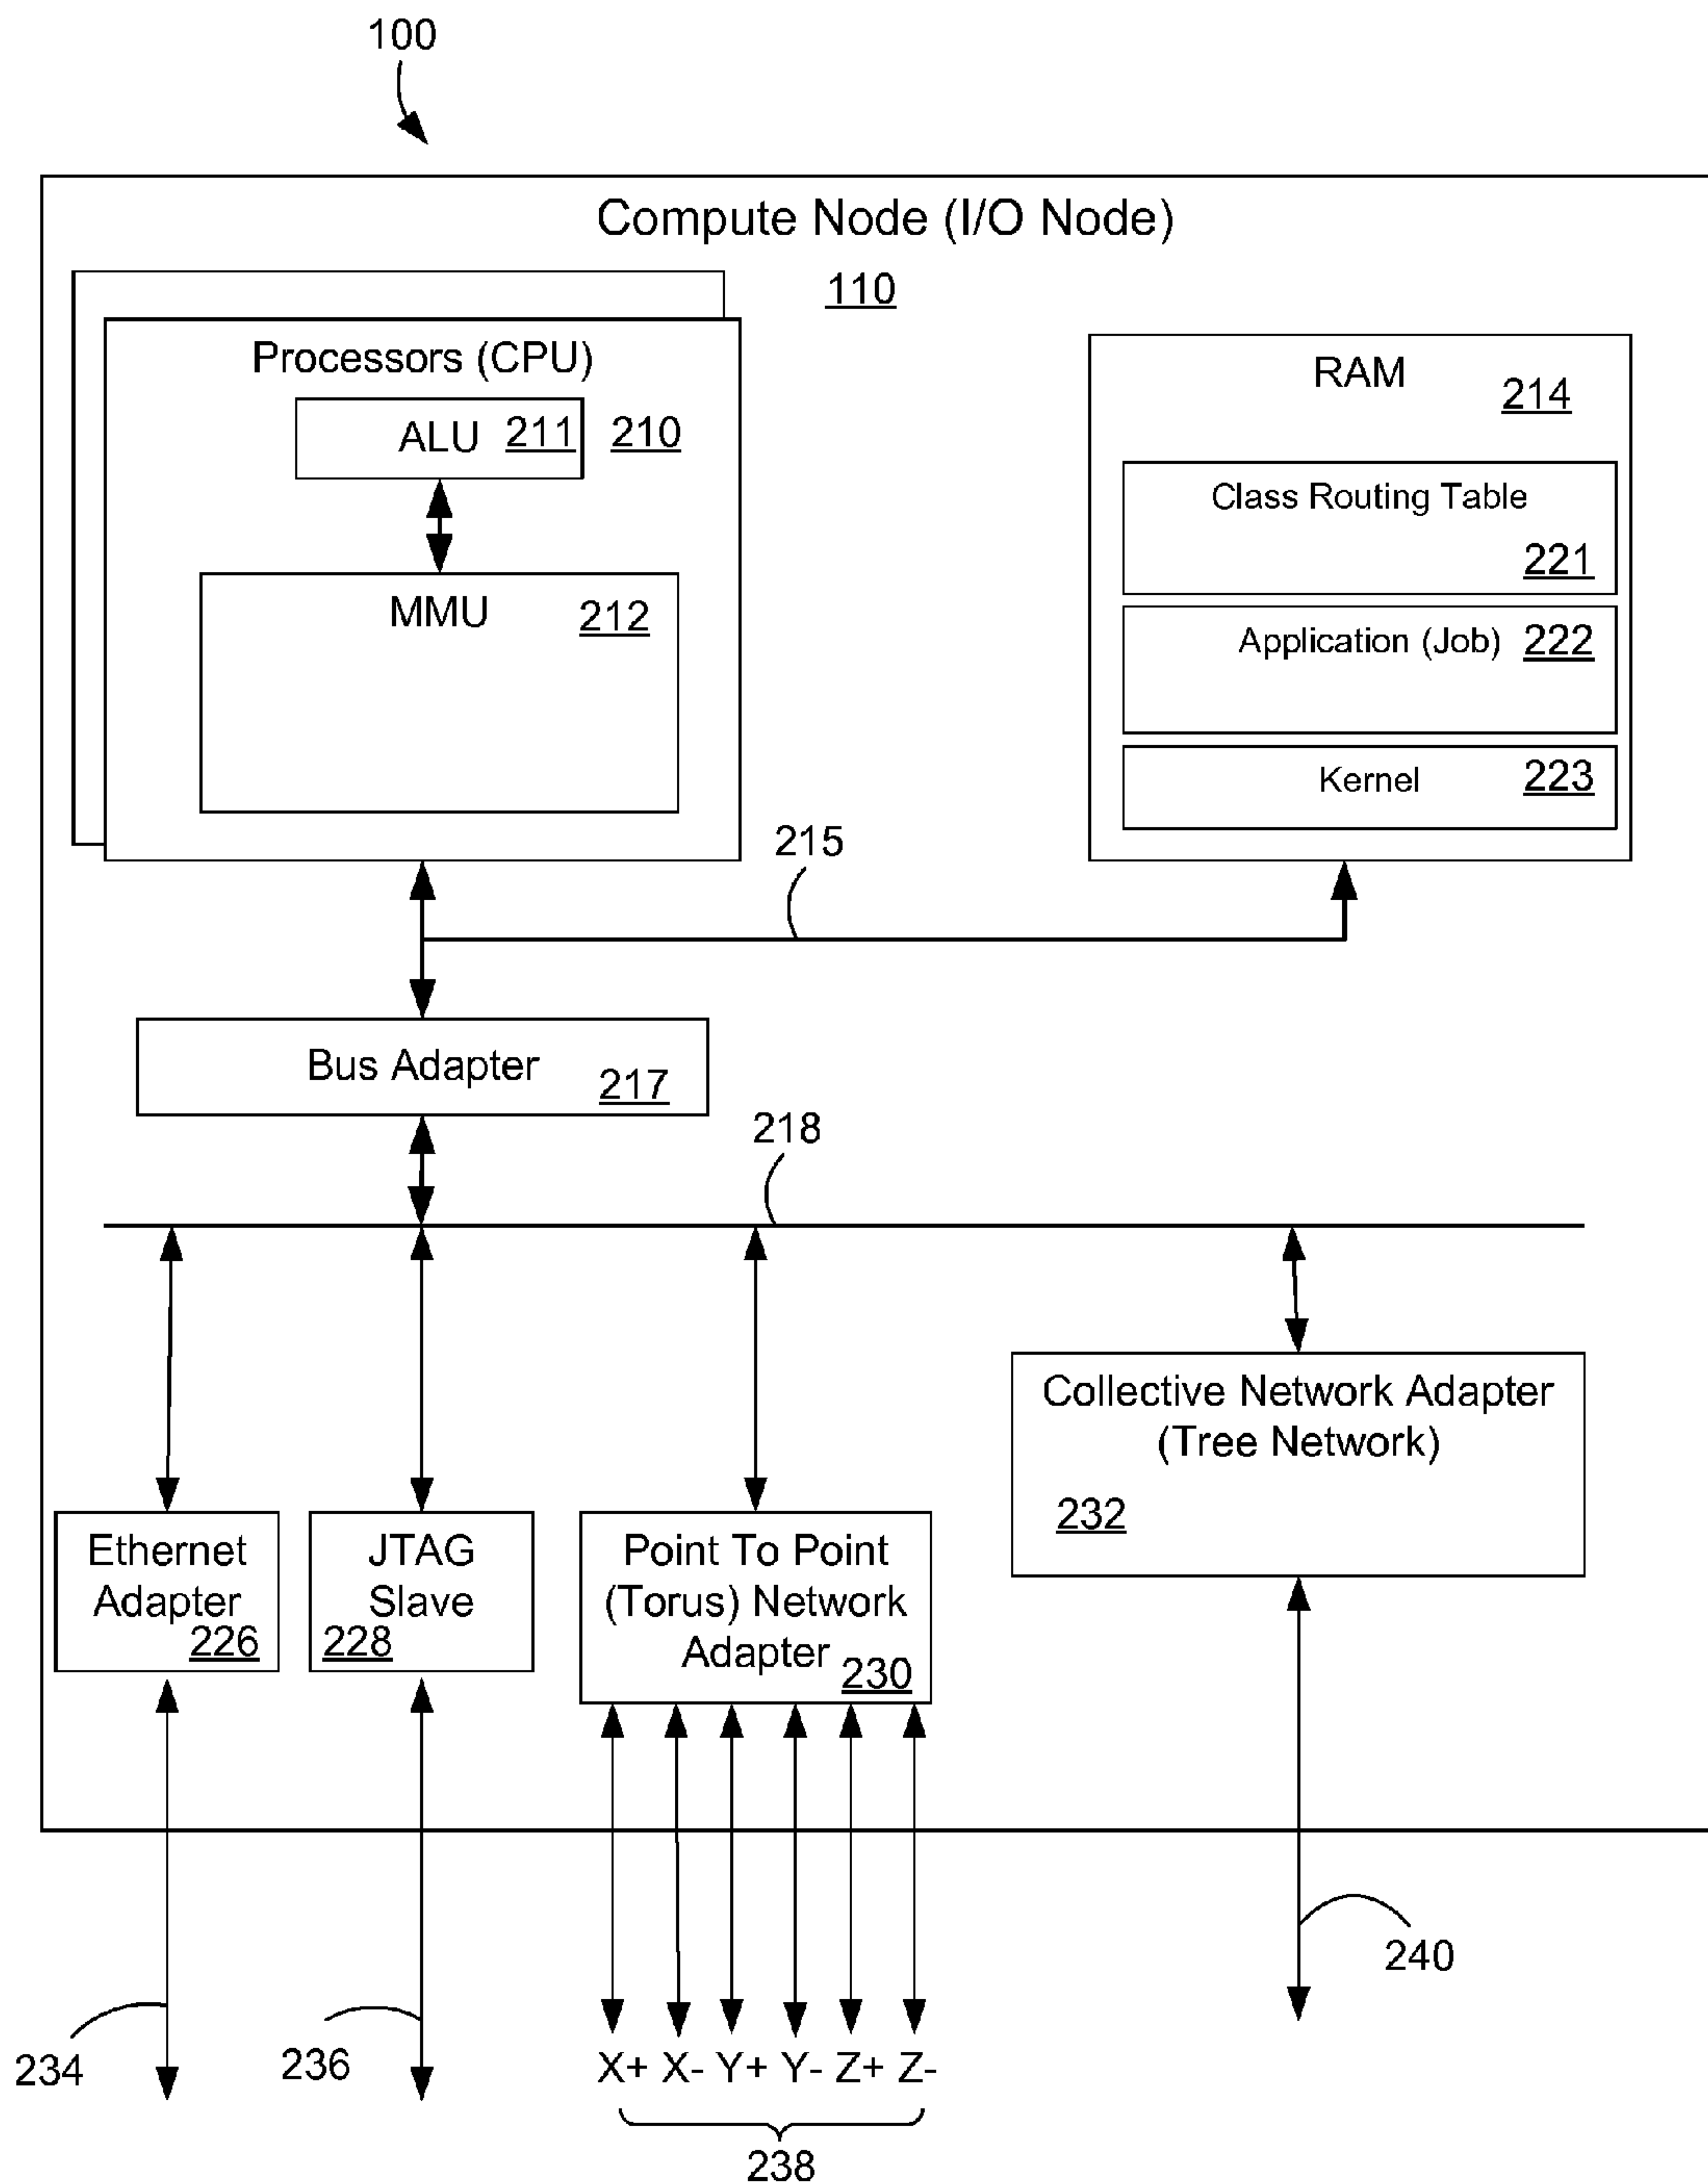 100
Compute Node (I/O Node)
110
Processors (CPU)
ALU 211 210
MMU 212
RAM
214
Class Routing Table
221
Application (Job) 222
Kernel 223
215
Bus Adapter
217
218
Collective Network Adapter
(Tree Network)
232
Ethernet
Adapter
226
JTAG
Slave
228
Point To Point
(Torus) Network
Adapter 230
240
234
236
X+ X- Y+ Y- Z+ Z-
238